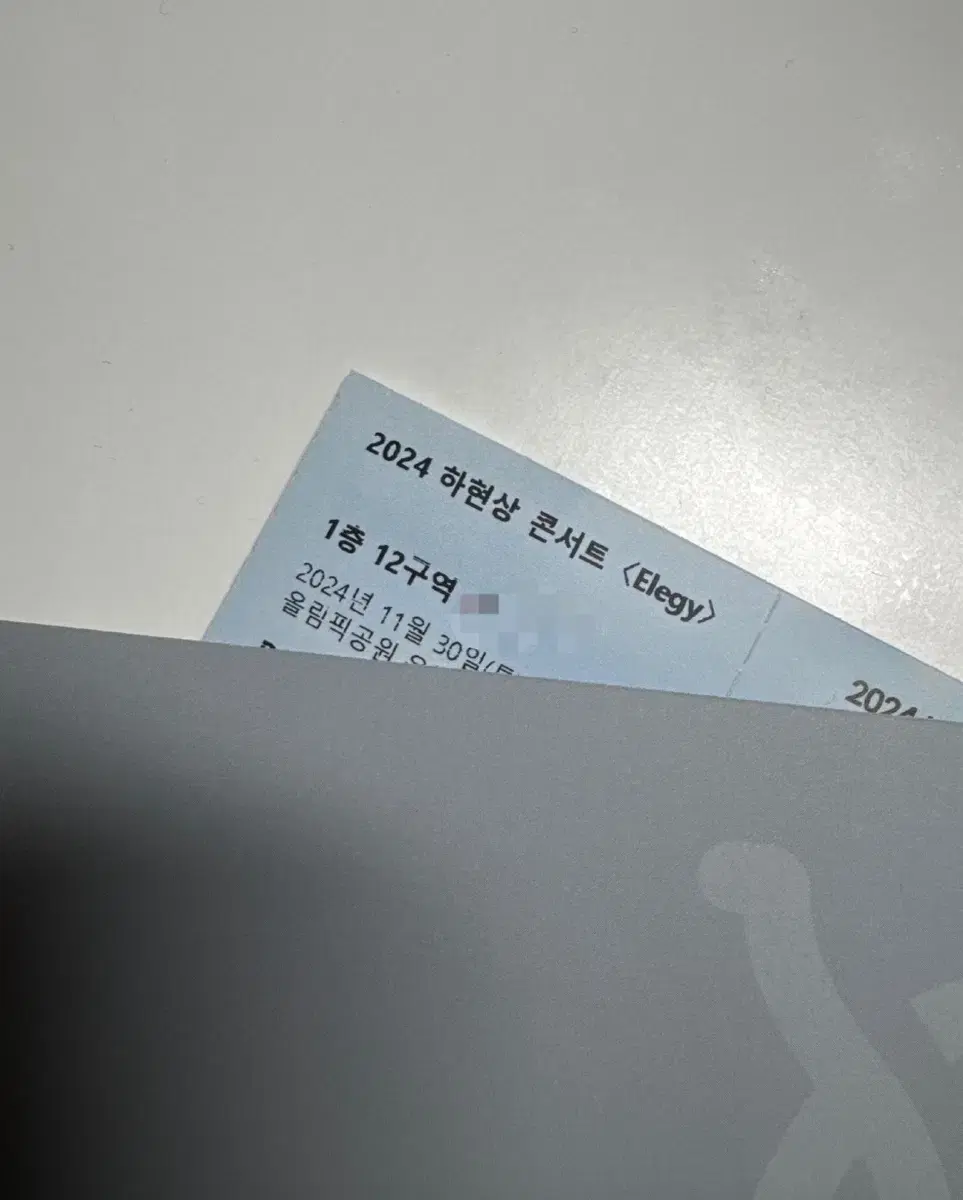 2024 하현상 콘서트 〈Elegy〉
1층 12구역
2024년 11월 30일(토
올림픽공원
2024